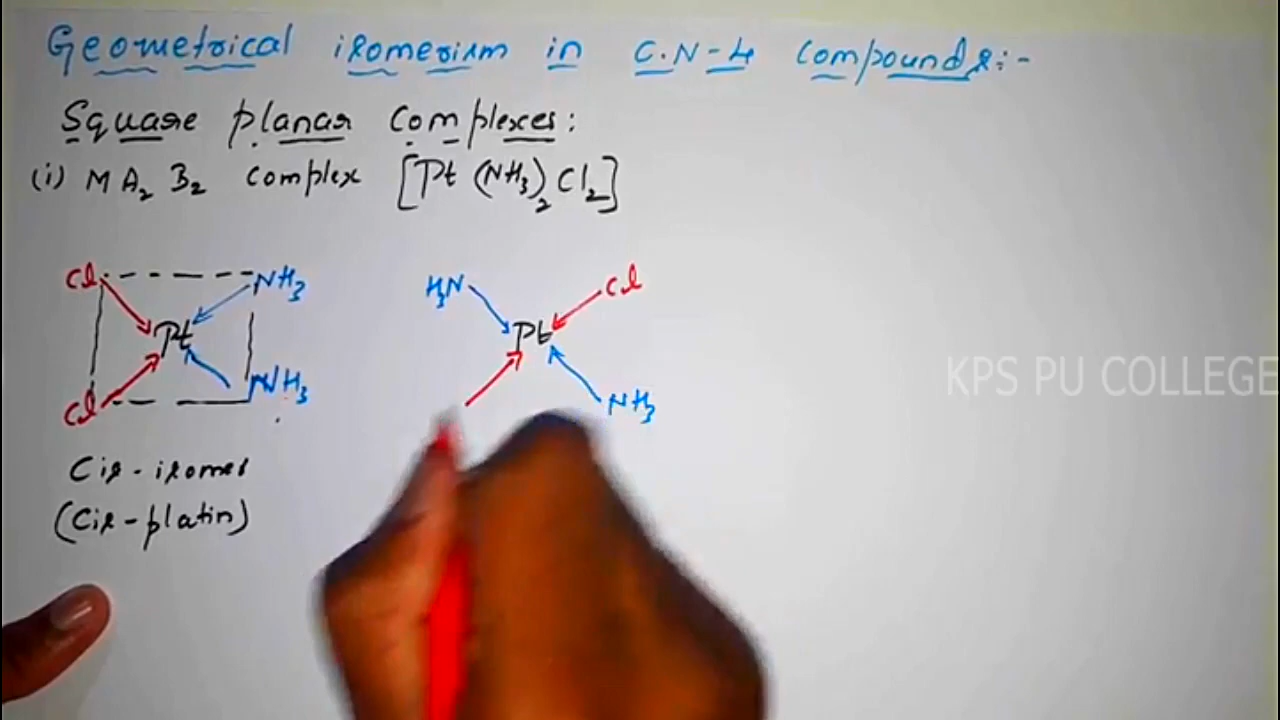 Geometrical isomerism in C.N-4 compounds:-
Square planar complexes:
(i) MA₂B₂ complex [Pt(NH₃)₂Cl₂]
Cl NH₃
Pt
Cl NH₃
H₃N Cl
Pt
NH₃
Cis-isomer
(Cis-platin)
KPS PU COLLEGE